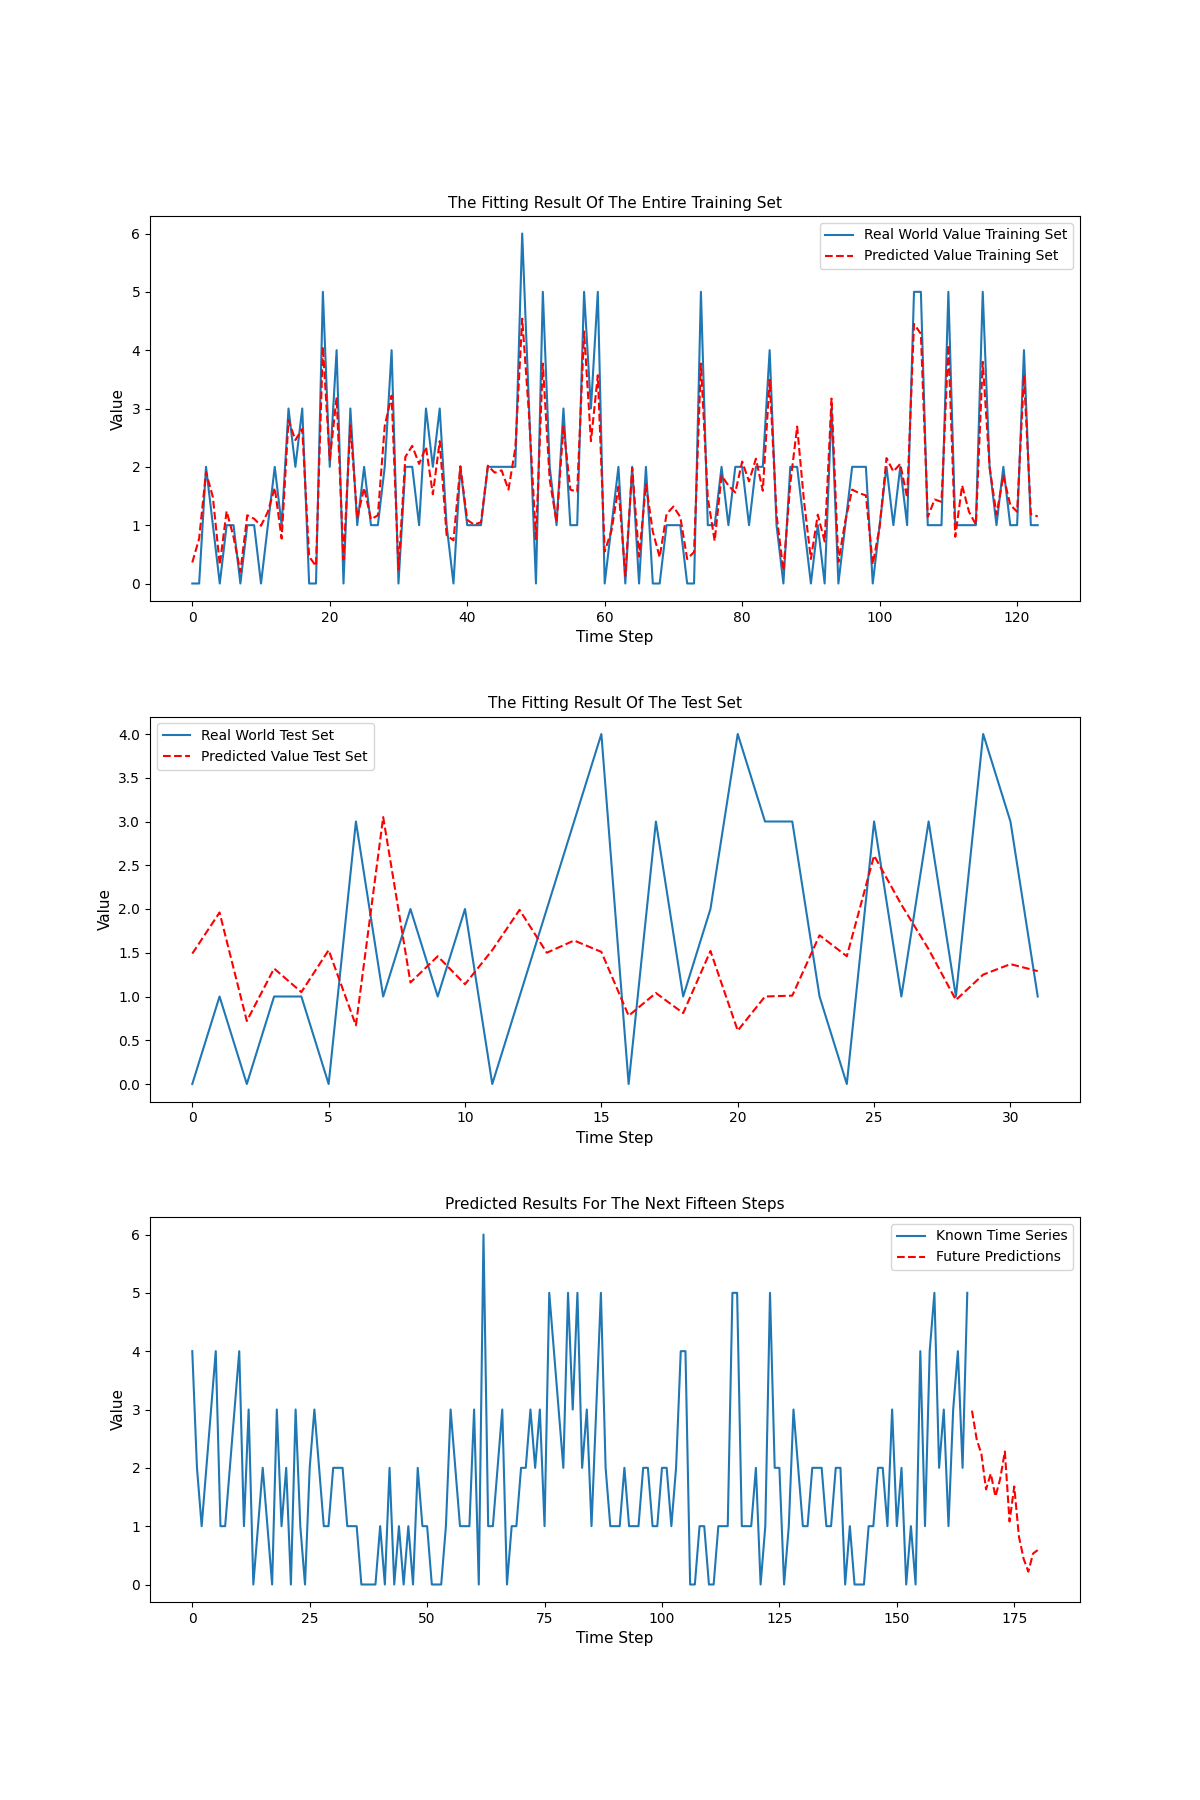 The Fitting Result Of The Entire Training Set
Real World Value Training Set
Predicted Value Training Set
Value
6
5
4
3
2
1
0
0 20 40 60 80 100 120
Time Step
The Fitting Result Of The Test Set
Real World Test Set
Predicted Value Test Set
Value
4.0
3.5
3.0
2.5
2.0
1.5
1.0
0.5
0.0
0 5 10 15 20 25 30
Time Step
Predicted Results For The Next Fifteen Steps
Known Time Series
Future Predictions
Value
6
5
4
3
2
1
0
0 25 50 75 100 125 150 175
Time Step